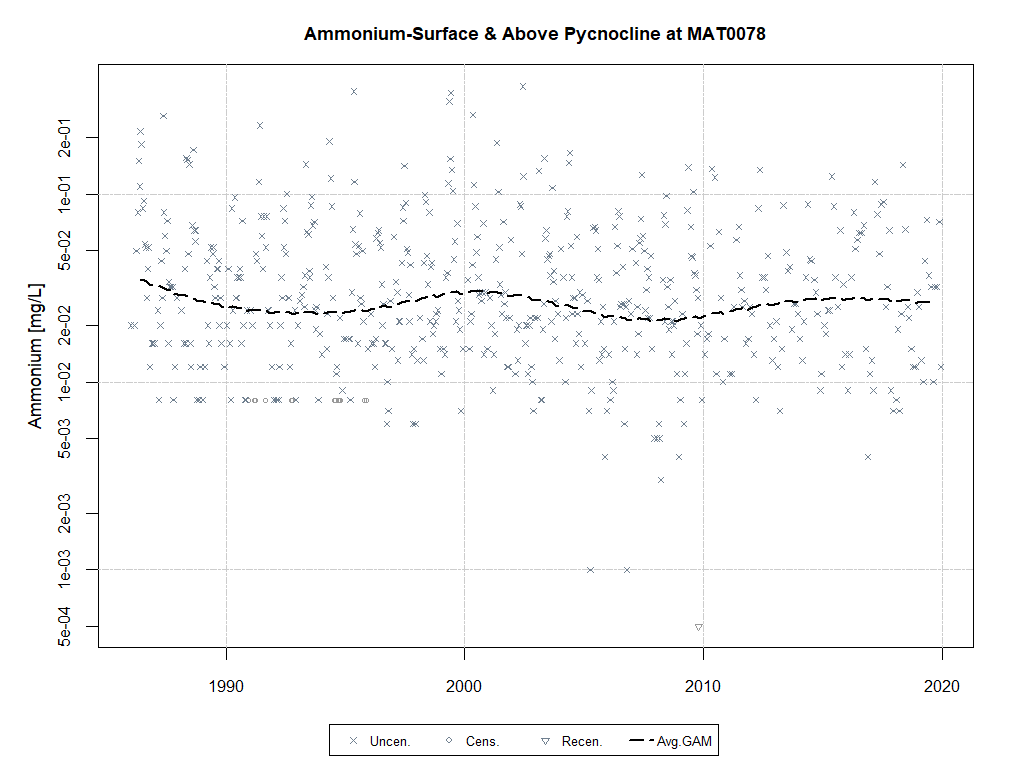 Ammonium-Surface & Above Pycnocline at MAT0078
Ammonium [mg/L]
2e-01
1e-01
5e-02
2e-02
1e-02
5e-03
2e-03
1e-03
5e-04
1990 2000 2010 2020
Uncen. Cens. Recen. Avg.GAM